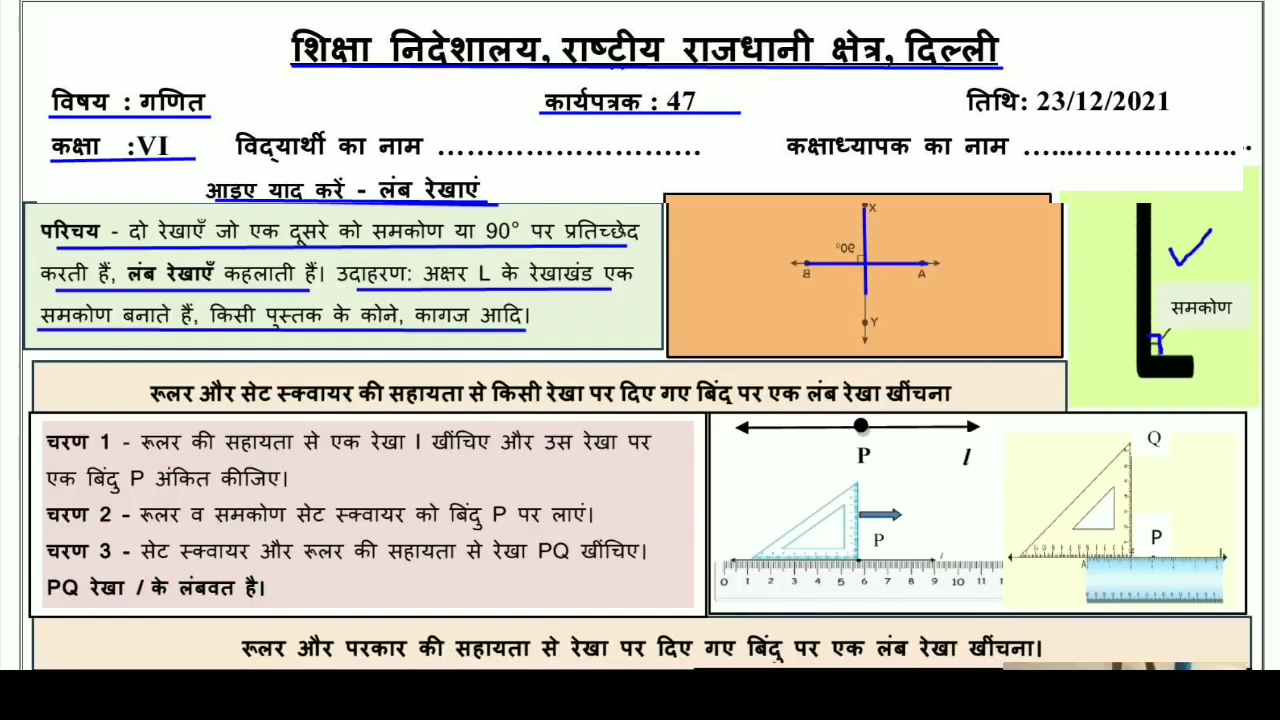 शिक्षा निदेशालय, राष्ट्रीय राजधानी क्षेत्र, दिल्ली
विषय : गणित कार्यपत्रक : 47 तिथि: 23/12/2021
कक्षा :VI विद्यार्थी का नाम ........................... कक्षाध्यापक का नाम ........................
आइए याद करें - लंब रेखाएं
परिचय - दो रेखाएँ जो एक दूसरे को समकोण या 90° पर प्रतिच्छेद
करती हैं, लंब रेखाएँ कहलाती हैं। उदाहरण: अक्षर L के रेखाखंड एक
समकोण बनाते हैं, किसी पुस्तक के कोने, कागज आदि।
X
90°
B A
Y
समकोण
रूलर और सेट स्क्वायर की सहायता से किसी रेखा पर दिए गए बिंदु पर एक लंब रेखा खींचना
चरण 1 - रूलर की सहायता से एक रेखा l खींचिए और उस रेखा पर
एक बिंदु P अंकित कीजिए।
चरण 2 - रूलर व समकोण सेट स्क्वायर को बिंदु P पर लाएं।
चरण 3 - सेट स्क्वायर और रूलर की सहायता से रेखा PQ खींचिए।
PQ रेखा l के लंबवत है।
P l
P
0 1 2 3 4 5 6 7 8 9 10 11
Q
P
A
रूलर और परकार की सहायता से रेखा पर दिए गए बिंदु पर एक लंब रेखा खींचना।